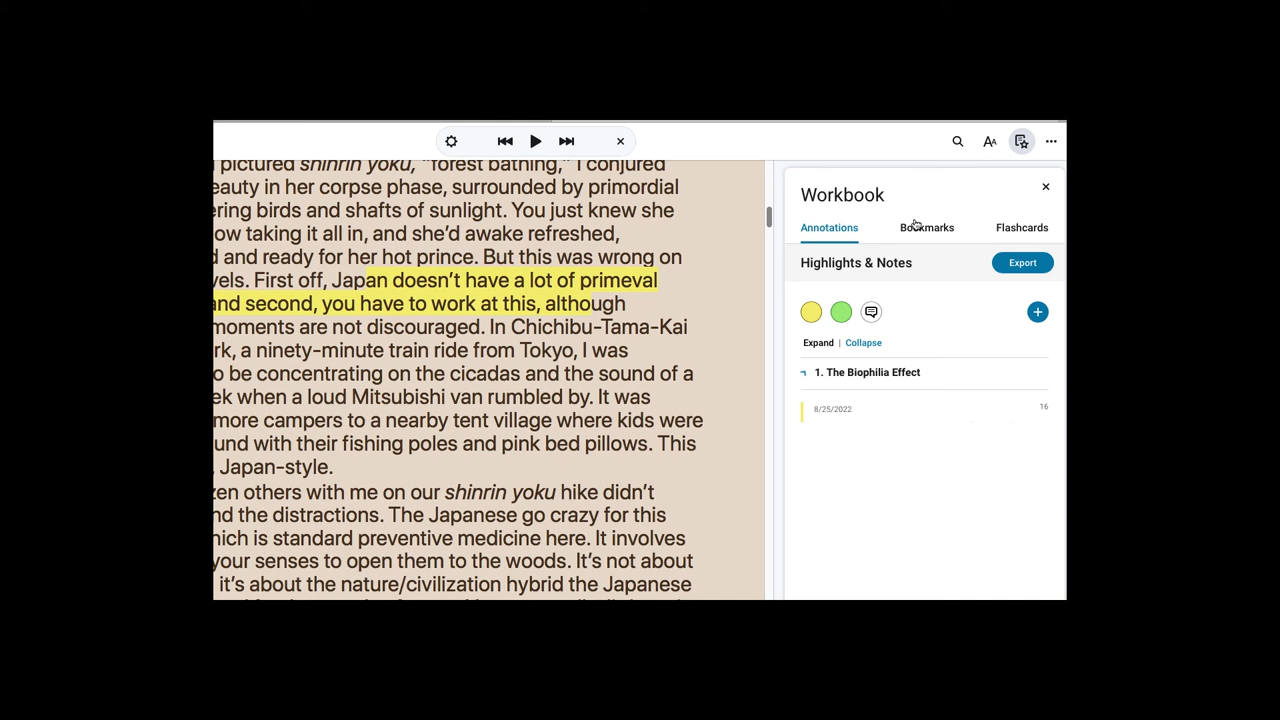 pictured shinrin yoku, "forest bathing," I conjured
eauty in her corpse phase, surrounded by primordial
ering birds and shafts of sunlight. You just knew she
ow taking it all in, and she'd awake refreshed,
d and ready for her hot prince. But this was wrong on
vels. First off, Japan doesn't have a lot of primeval
and second, you have to work at this, although
moments are not discouraged. In Chichibu-Tama-Kai
rk, a ninety-minute train ride from Tokyo, I was
o be concentrating on the cicadas and the sound of a
ek when a loud Mitsubishi van rumbled by. It was
more campers to a nearby tent village where kids were
und with their fishing poles and pink bed pillows. This
, Japan-style.
zen others with me on our shinrin yoku hike didn't
nd the distractions. The Japanese go crazy for this
hich is standard preventive medicine here. It involves
your senses to open them to the woods. It's not about
it's about the nature/civilization hybrid the Japanese
AA
Workbook
Annotations Bookmarks Flashcards
Highlights & Notes Export
Expand | Collapse
1. The Biophilia Effect
8/25/2022 16